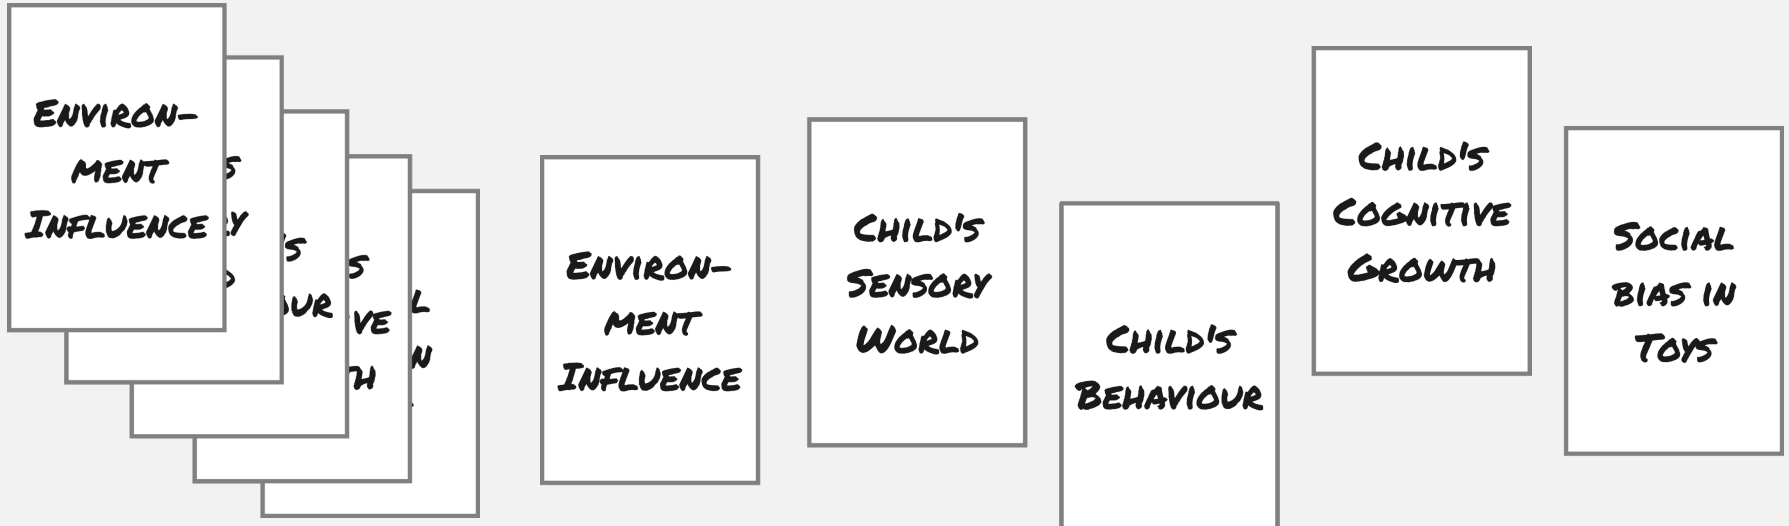 Environ-
ment
Influence
Environ-
ment
Influence
Child's
Sensory
World
Child's
Behaviour
Child's
Cognitive
Growth
Social
bias in
Toys